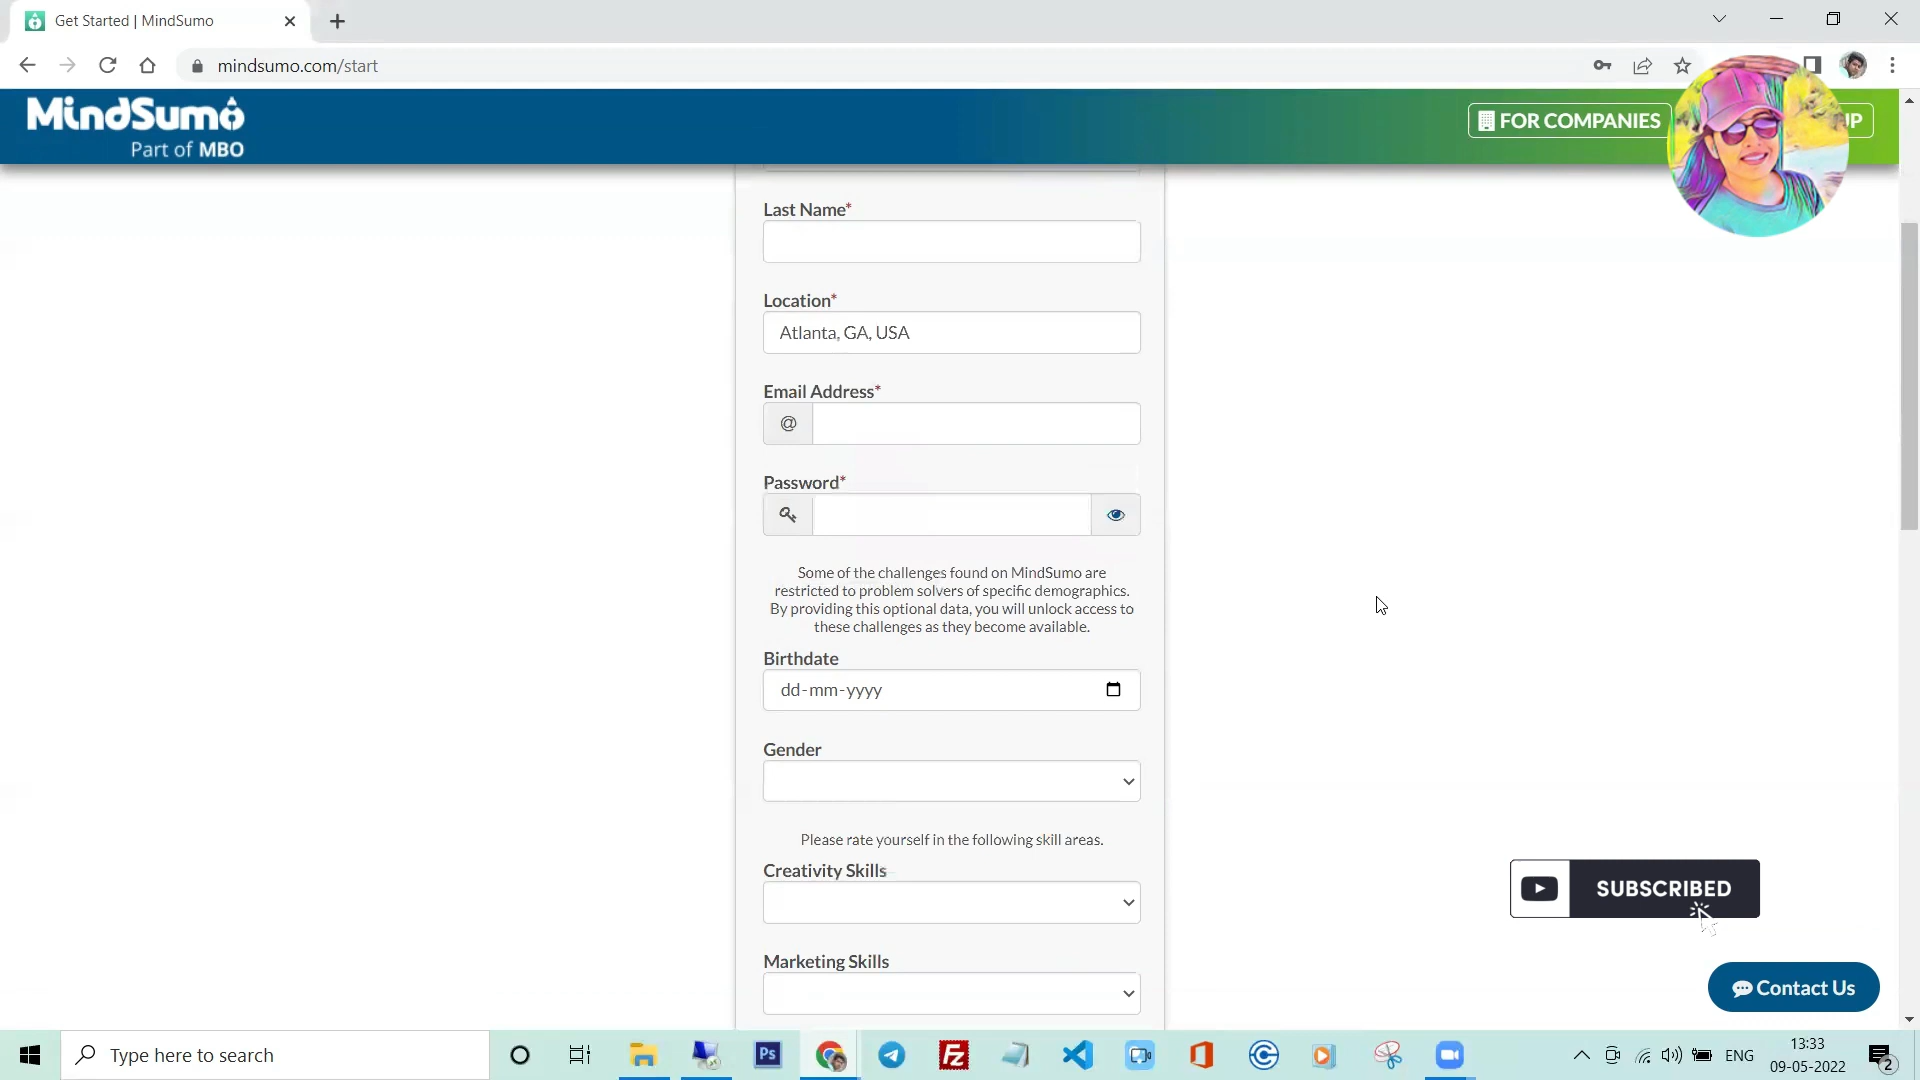 Get Started | MindSumo
mindsumo.com/start
MindSumo
Part of MBO
FOR COMPANIES
UP
Last Name*
Location*
Atlanta, GA, USA
Email Address*
@
Password*
Some of the challenges found on MindSumo are
restricted to problem solvers of specific demographics.
By providing this optional data, you will unlock access to
these challenges as they become available.
Birthdate
dd-mm-yyyy
Gender
Please rate yourself in the following skill areas.
Creativity Skills
Marketing Skills
SUBSCRIBED
Contact Us
Type here to search
Ps
FZ
ENG
13:33
09-05-2022
2